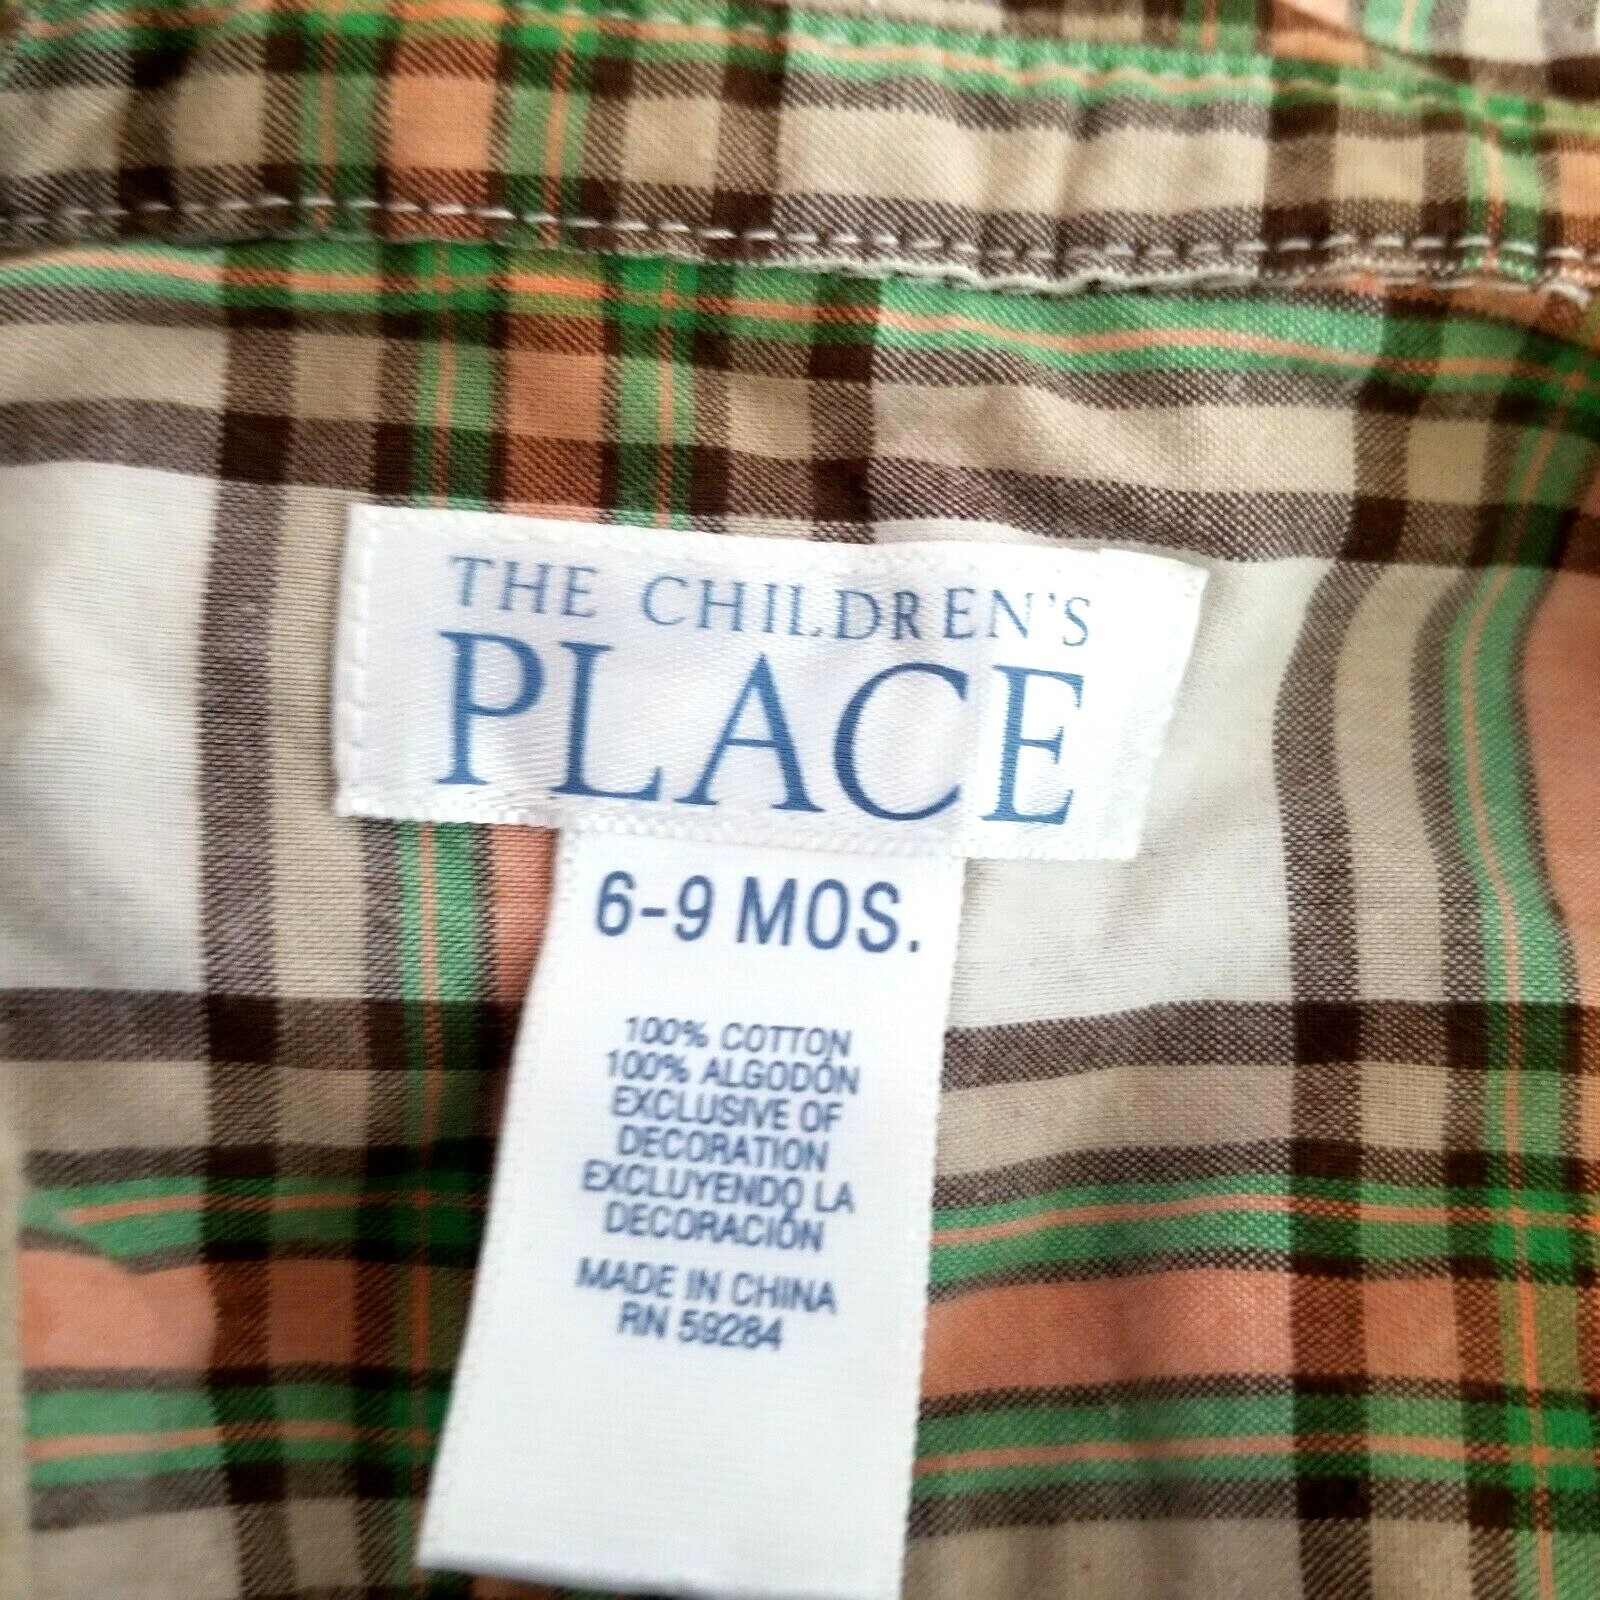 THE CHILDREN'S
PLACE
6-9 MOS.
100% COTTON
100% ALGODÓN
EXCLUSIVE OF
DECORATION
EXCLUYENDO LA
DECORACIÓN
MADE IN CHINA
RN 59284